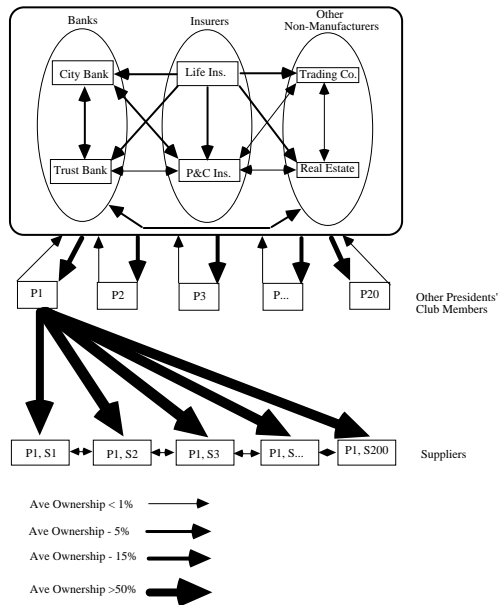 Banks
Insurers
Other
Non-Manufacturers
City Bank
Life Ins.
Trading Co.
Trust Bank
P&C Ins.
Real Estate
P1
P2
P3
P...
P20
Other Presidents'
Club Members
P1, S1
P1, S2
P1, S3
P1, S...
P1, S200
Suppliers
Ave Ownership < 1%
Ave Ownership - 5%
Ave Ownership - 15%
Ave Ownership >50%